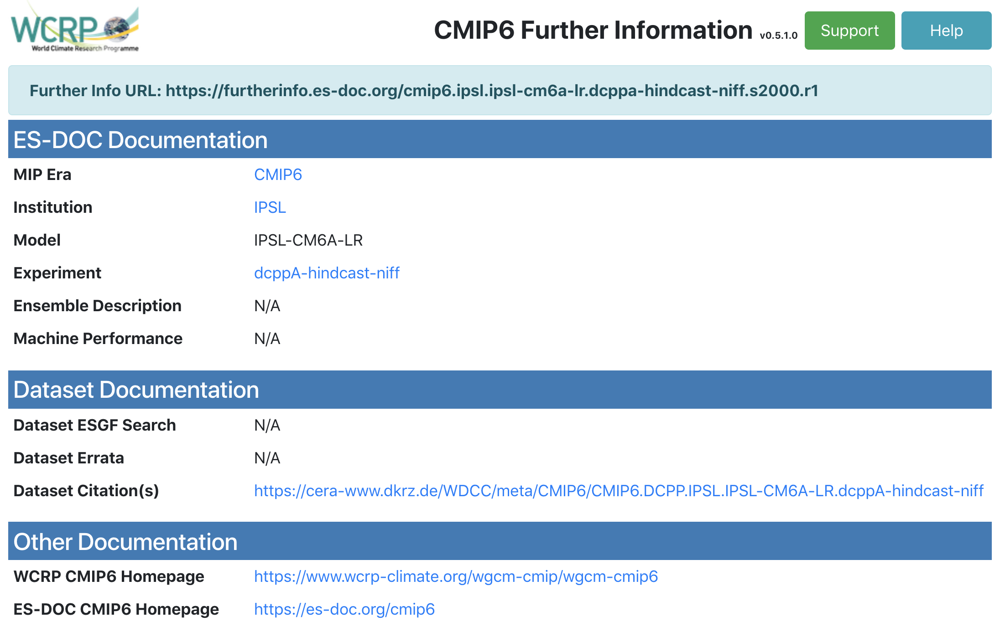 WCRP
World Climate Research Programme
CMIP6 Further Information v0.5.1.0
Support
Help
Further Info URL: https://furtherinfo.es-doc.org/cmip6.ipsl.ipsl-cm6a-lr.dcppa-hindcast-niff.s2000.r1
ES-DOC Documentation
MIP Era CMIP6
Institution IPSL
Model IPSL-CM6A-LR
Experiment dcppA-hindcast-niff
Ensemble Description N/A
Machine Performance N/A
Dataset Documentation
Dataset ESGF Search N/A
Dataset Errata N/A
Dataset Citation(s) https://cera-www.dkrz.de/WDCC/meta/CMIP6/CMIP6.DCPP.IPSL.IPSL-CM6A-LR.dcppA-hindcast-niff
Other Documentation
WCRP CMIP6 Homepage https://www.wcrp-climate.org/wgcm-cmip/wgcm-cmip6
ES-DOC CMIP6 Homepage https://es-doc.org/cmip6